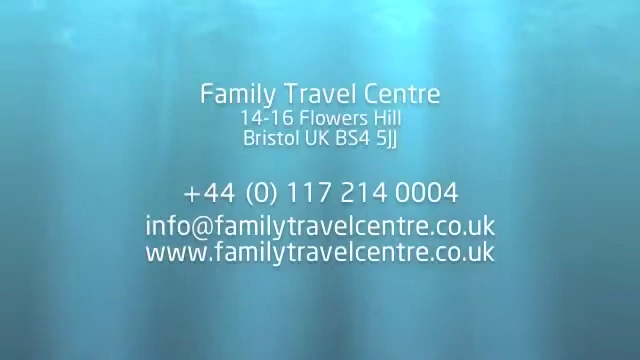 Family Travel Centre
14-16 Flowers Hill
Bristol UK BS4 5JJ
+44 (0) 117 214 0004
info@familytravelcentre.co.uk
www.familytravelcentre.co.uk